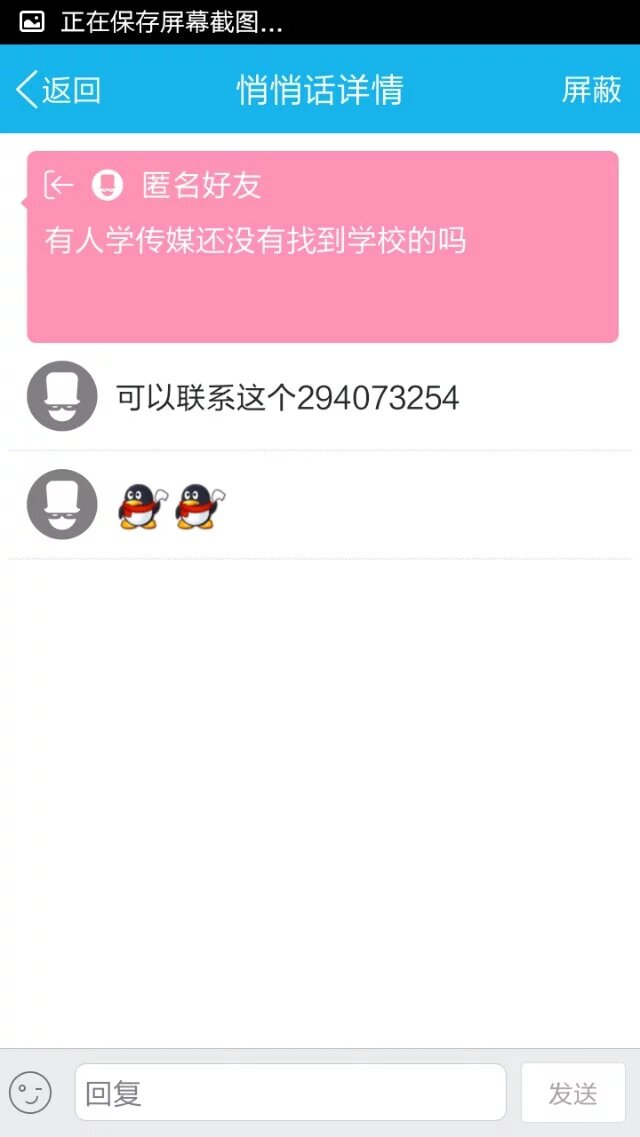 正在保存屏幕截图...
返回 悄悄话详情 屏蔽
匿名好友
有人学传媒还没有找到学校的吗
可以联系这个294073254
回复 发送